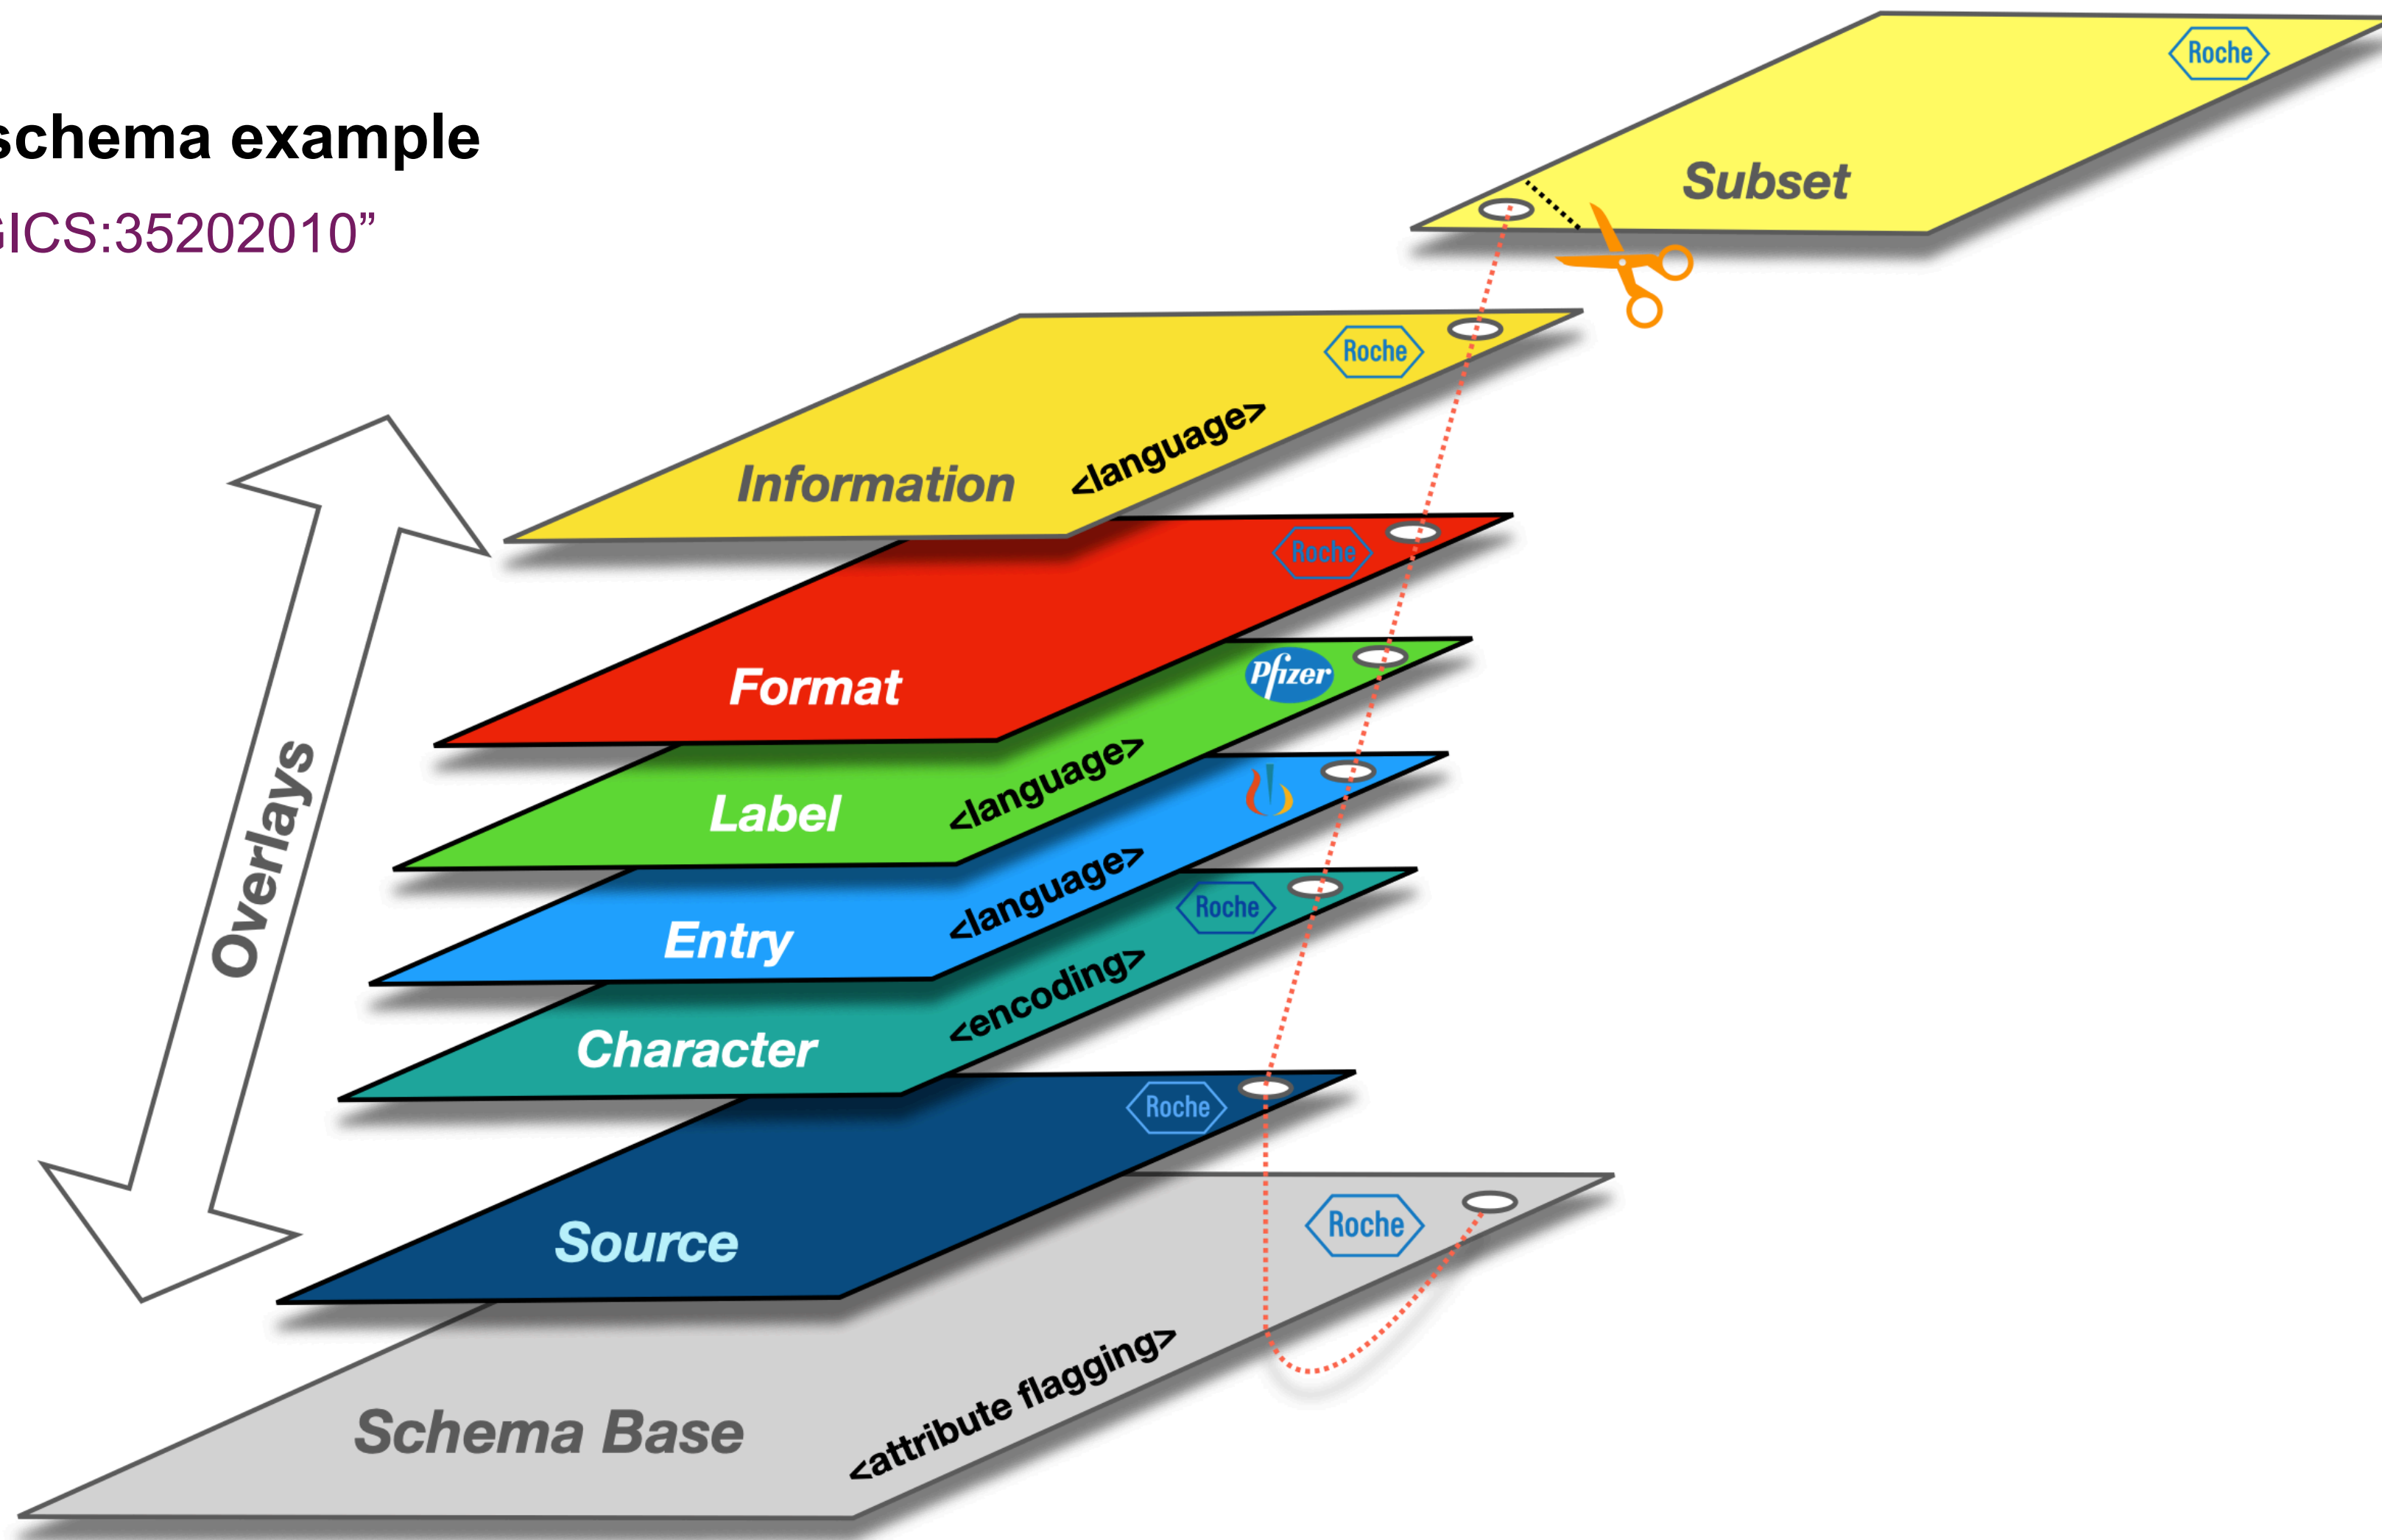 schema example
GICS:35202010”
Roche
Subset
Roche
Information
<language>
Roche
Format
Pfizer
Label
<language>
Entry
<language>
Roche
Character
<encoding>
Roche
Source
Roche
Schema Base
<attribute flagging>
Overlays